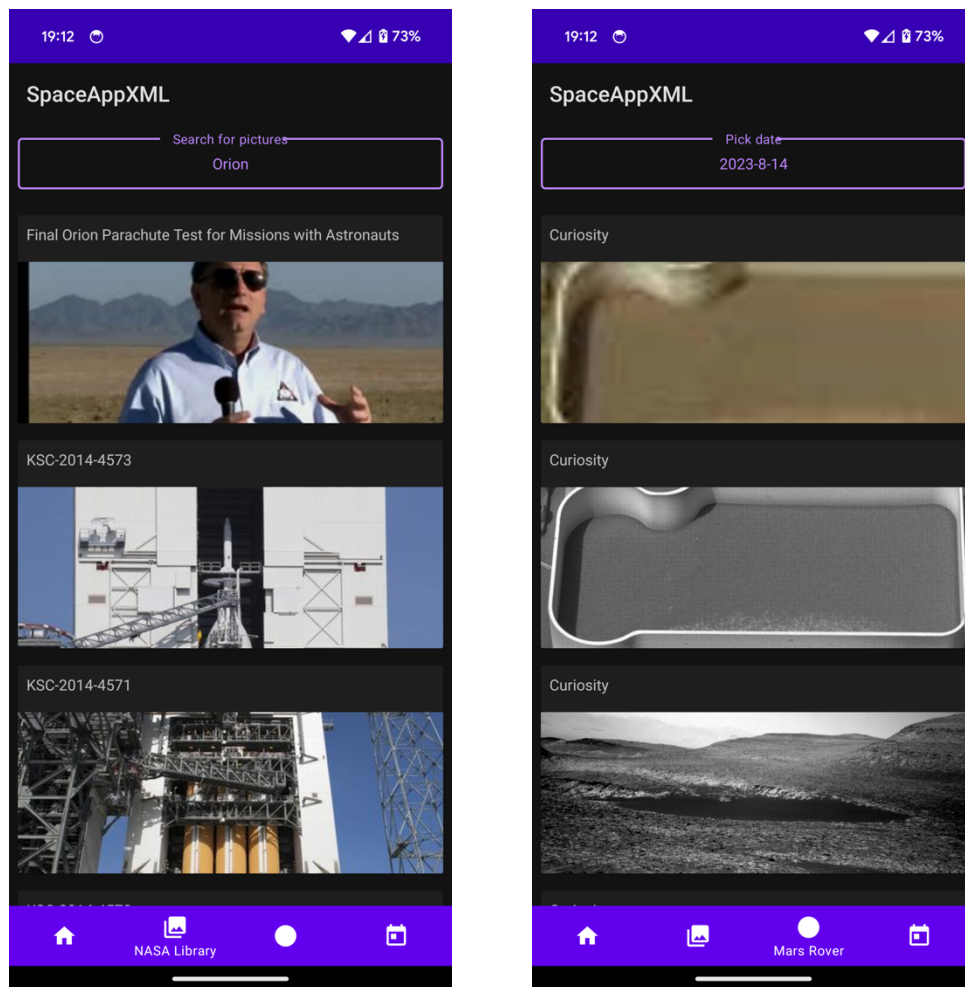 19:12
73%
SpaceAppXML
Search for pictures
Orion
Final Orion Parachute Test for Missions with Astronauts
KSC-2014-4573
KSC-2014-4571
NASA Library
19:12
73%
SpaceAppXML
Pick date
2023-8-14
Curiosity
Curiosity
Curiosity
Mars Rover